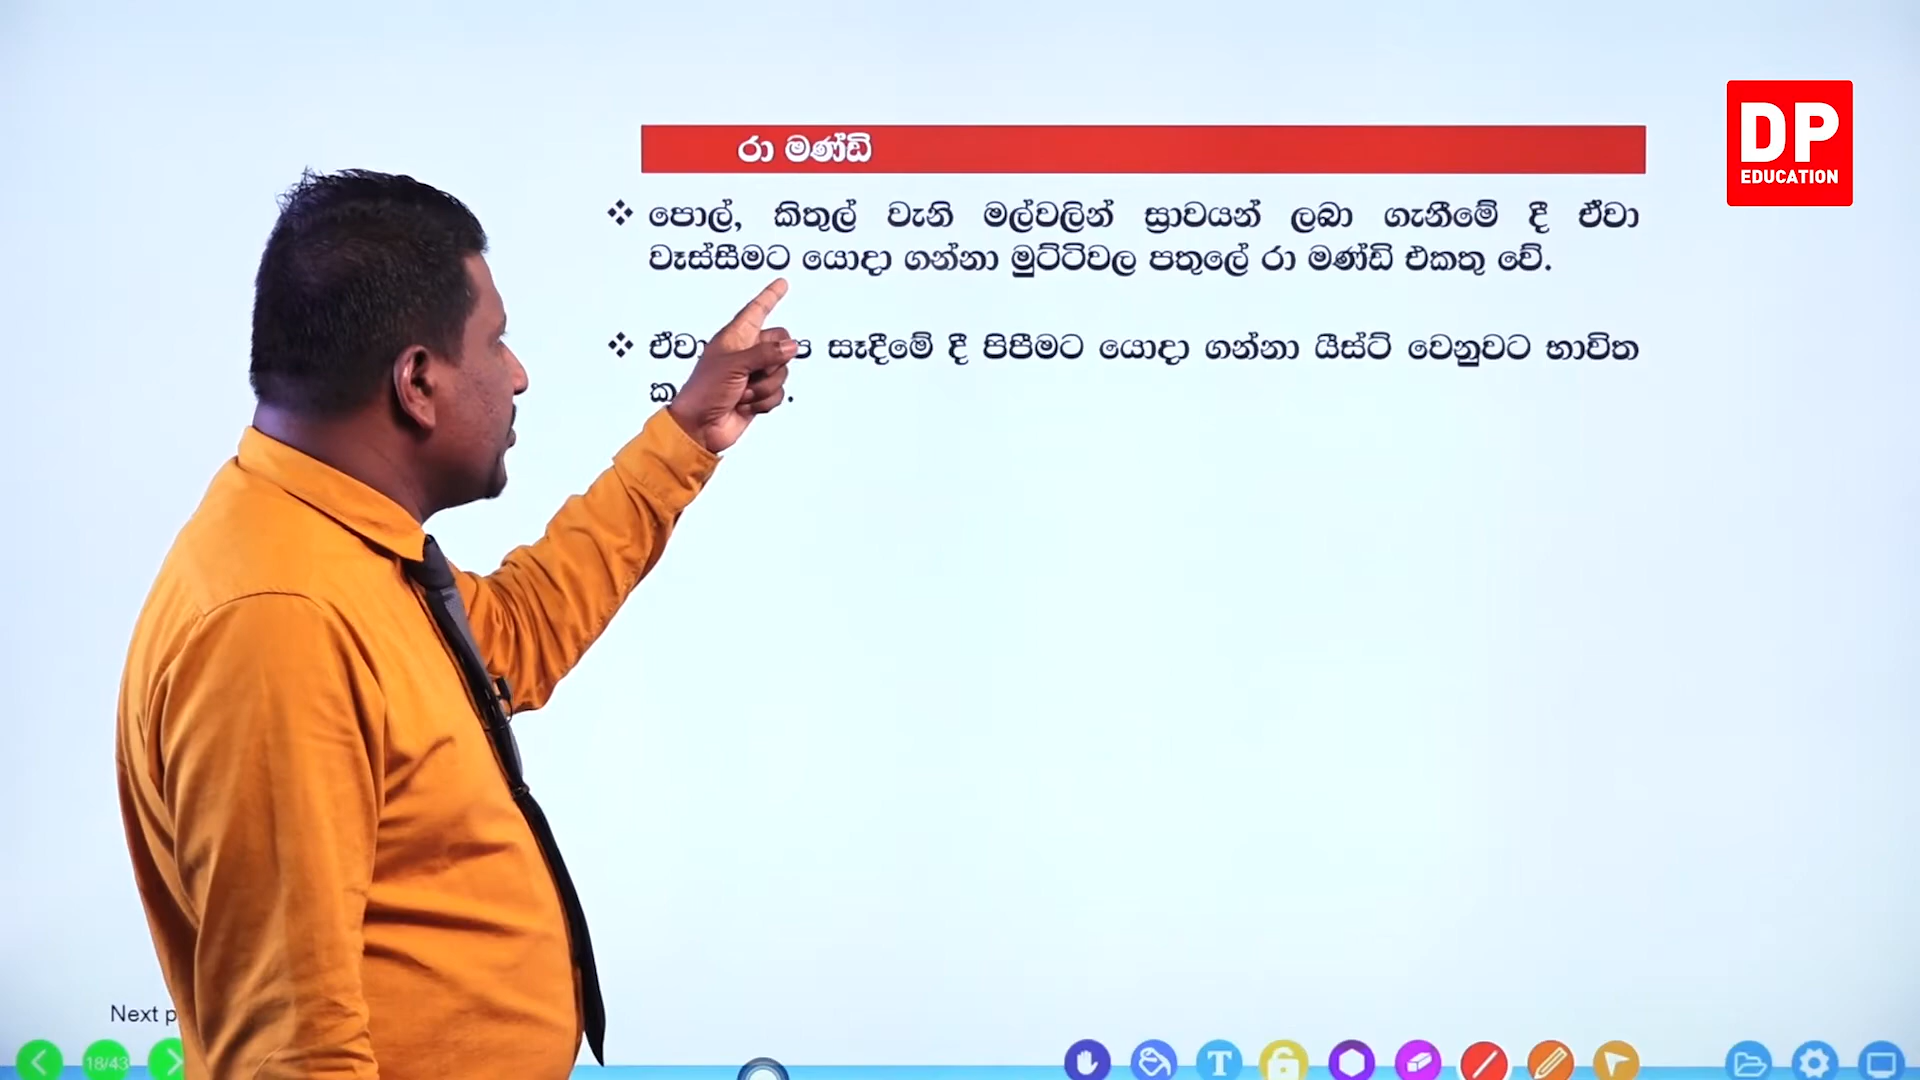 DP
EDUCATION
රා මණ්ඩි
❖ පොල්, කිතුල් වැනි මල්වලින් ස්‍රාවයන් ලබා ගැනීමේ දී ඒවා
වෑස්සීමට යොදා ගන්නා මුට්ටිවල පතුලේ රා මණ්ඩි එකතු වේ.
❖ සෑදීමේ දී පිපීමට යොදා ගන්නා යීස්ට් වෙනුවට භාවිත
Next
18/43
T